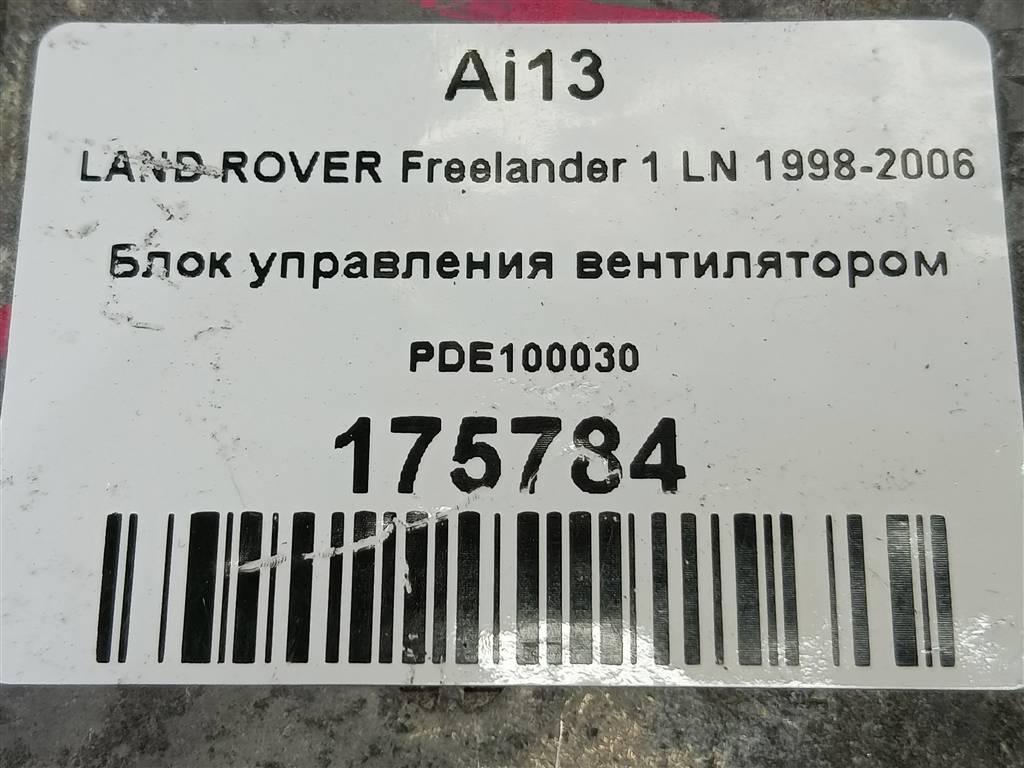 Ai13
LAND ROVER Freelander 1 LN 1998-2006
Блок управления вентилятором
PDE100030
175784